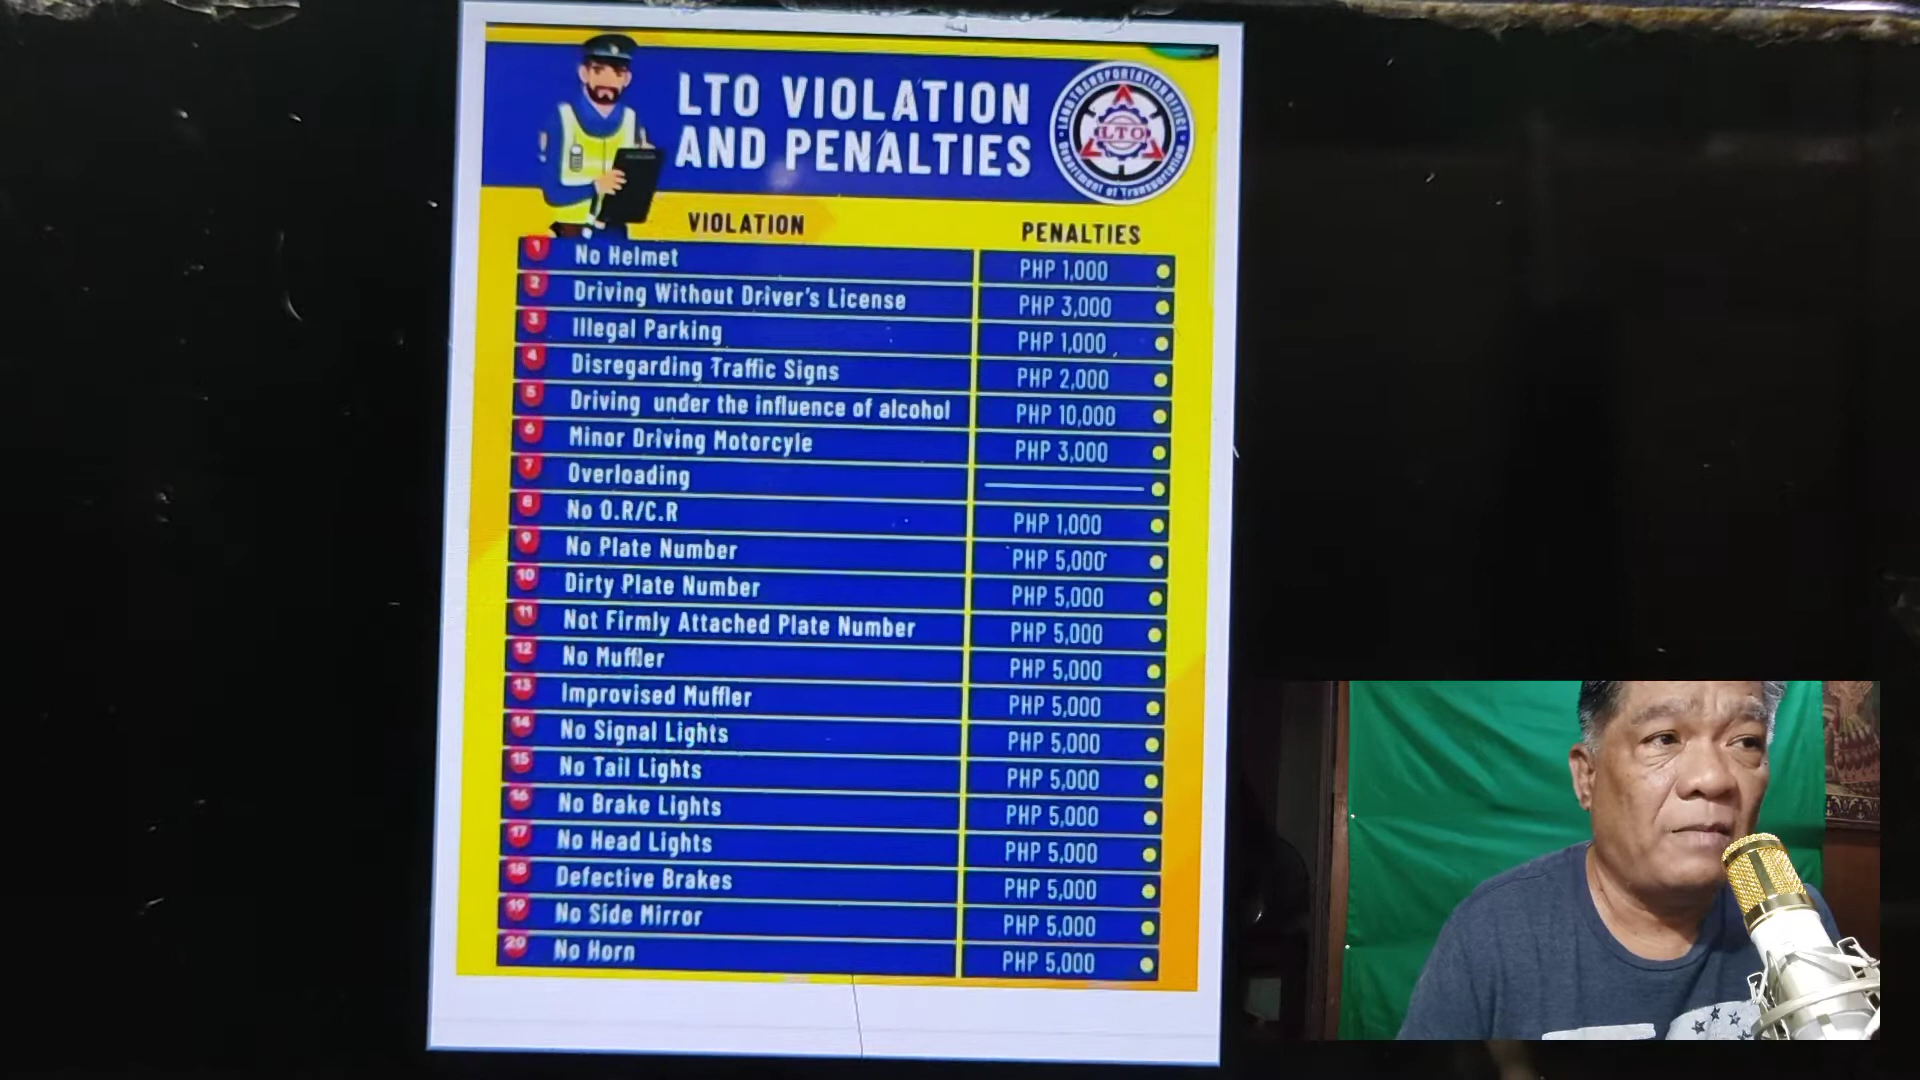 LTO VIOLATION
AND PENALTIES
LAND TRANSPORTATION OFFICE
LTO
Department of Transportation
VIOLATION PENALTIES
1 No Helmet PHP 1,000
2 Driving Without Driver's License PHP 3,000
3 Illegal Parking PHP 1,000
4 Disregarding Traffic Signs PHP 2,000
5 Driving under the influence of alcohol PHP 10,000
6 Minor Driving Motorcyle PHP 3,000
7 Overloading
8 No O.R/C.R PHP 1,000
9 No Plate Number PHP 5,000
10 Dirty Plate Number PHP 5,000
11 Not Firmly Attached Plate Number PHP 5,000
12 No Muffler PHP 5,000
13 Improvised Muffler PHP 5,000
14 No Signal Lights PHP 5,000
15 No Tail Lights PHP 5,000
16 No Brake Lights PHP 5,000
17 No Head Lights PHP 5,000
18 Defective Brakes PHP 5,000
19 No Side Mirror PHP 5,000
20 No Horn PHP 5,000